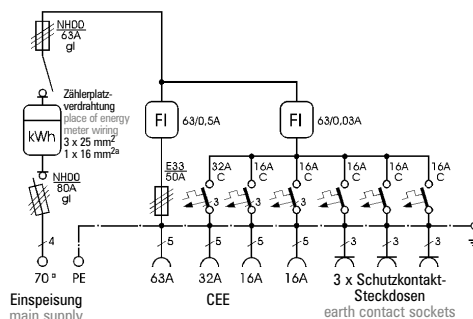 NH00
63A
gl
Zählerplatz-
verdrahtung
place of energy
meter wiring
3 x 25 mm²
1 x 16 mm²ᵃ
kWh
NH00
80A
gl
FI
63/0,5A
FI
63/0,03A
E33
50A
32A
C
16A
C
16A
C
16A
C
16A
C
16A
C
3
3
3
3
3
3
4
5
5
5
5
3
3
3
70 ᵃ
PE
63A
32A
16A
16A
3 x Schutzkontakt-
Steckdosen
earth contact sockets
Einspeisung
main supply
CEE